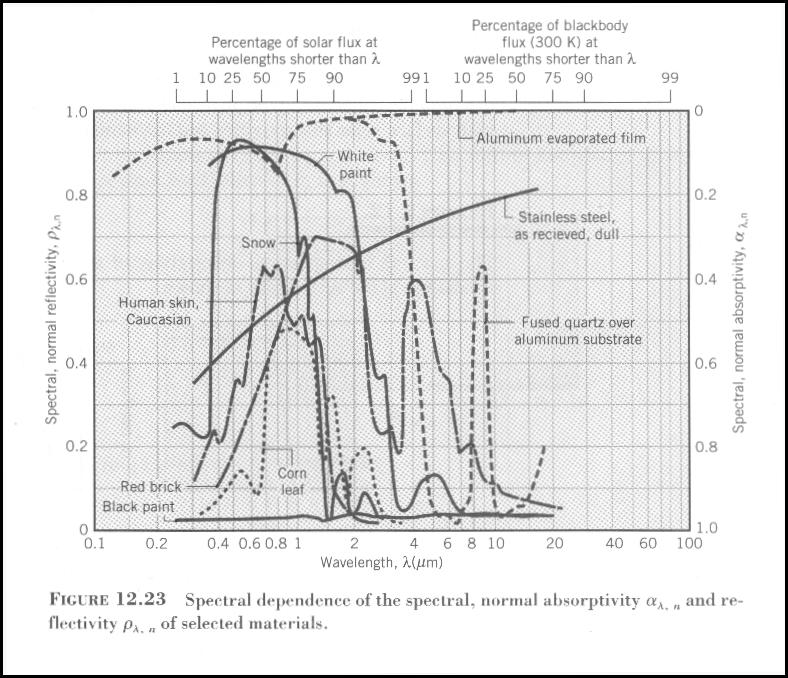 Percentage of solar flux at
wavelengths shorter than λ
1 10 25 50 75 90 99
Percentage of blackbody
flux (300 K) at
wavelengths shorter than λ
1 10 25 50 75 90 99
1.0
0.8
0.6
0.4
0.2
0
Spectral, normal reflectivity, ρλ,n
0
0.2
0.4
0.6
0.8
1.0
Spectral, normal absorptivity, αλ,n
Aluminum evaporated film
White
paint
Stainless steel,
as recieved, dull
Snow
Human skin,
Caucasian
Fused quartz over
aluminum substrate
Corn
leaf
Red brick
Black paint
0.1 0.2 0.4 0.6 0.8 1 2 4 6 8 10 20 40 60 100
Wavelength, λ(μm)
FIGURE 12.23 Spectral dependence of the spectral, normal absorptivity αλ, n and re-
flectivity ρλ, n of selected materials.